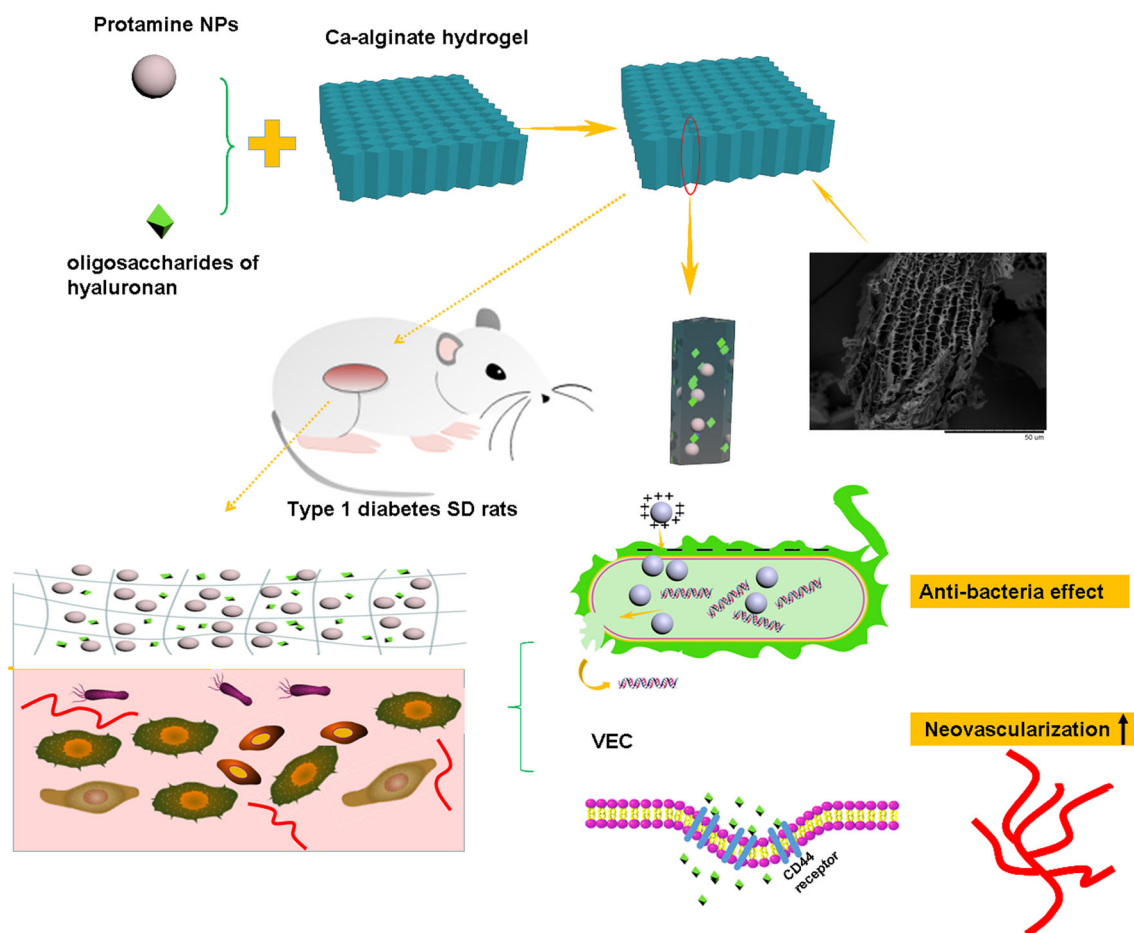 Protamine NPs
Ca-alginate hydrogel
oligosaccharides of
hyaluronan
50 um
Type 1 diabetes SD rats
+++
Anti-bacteria effect
VEC
Neovascularization
CD44
receptor